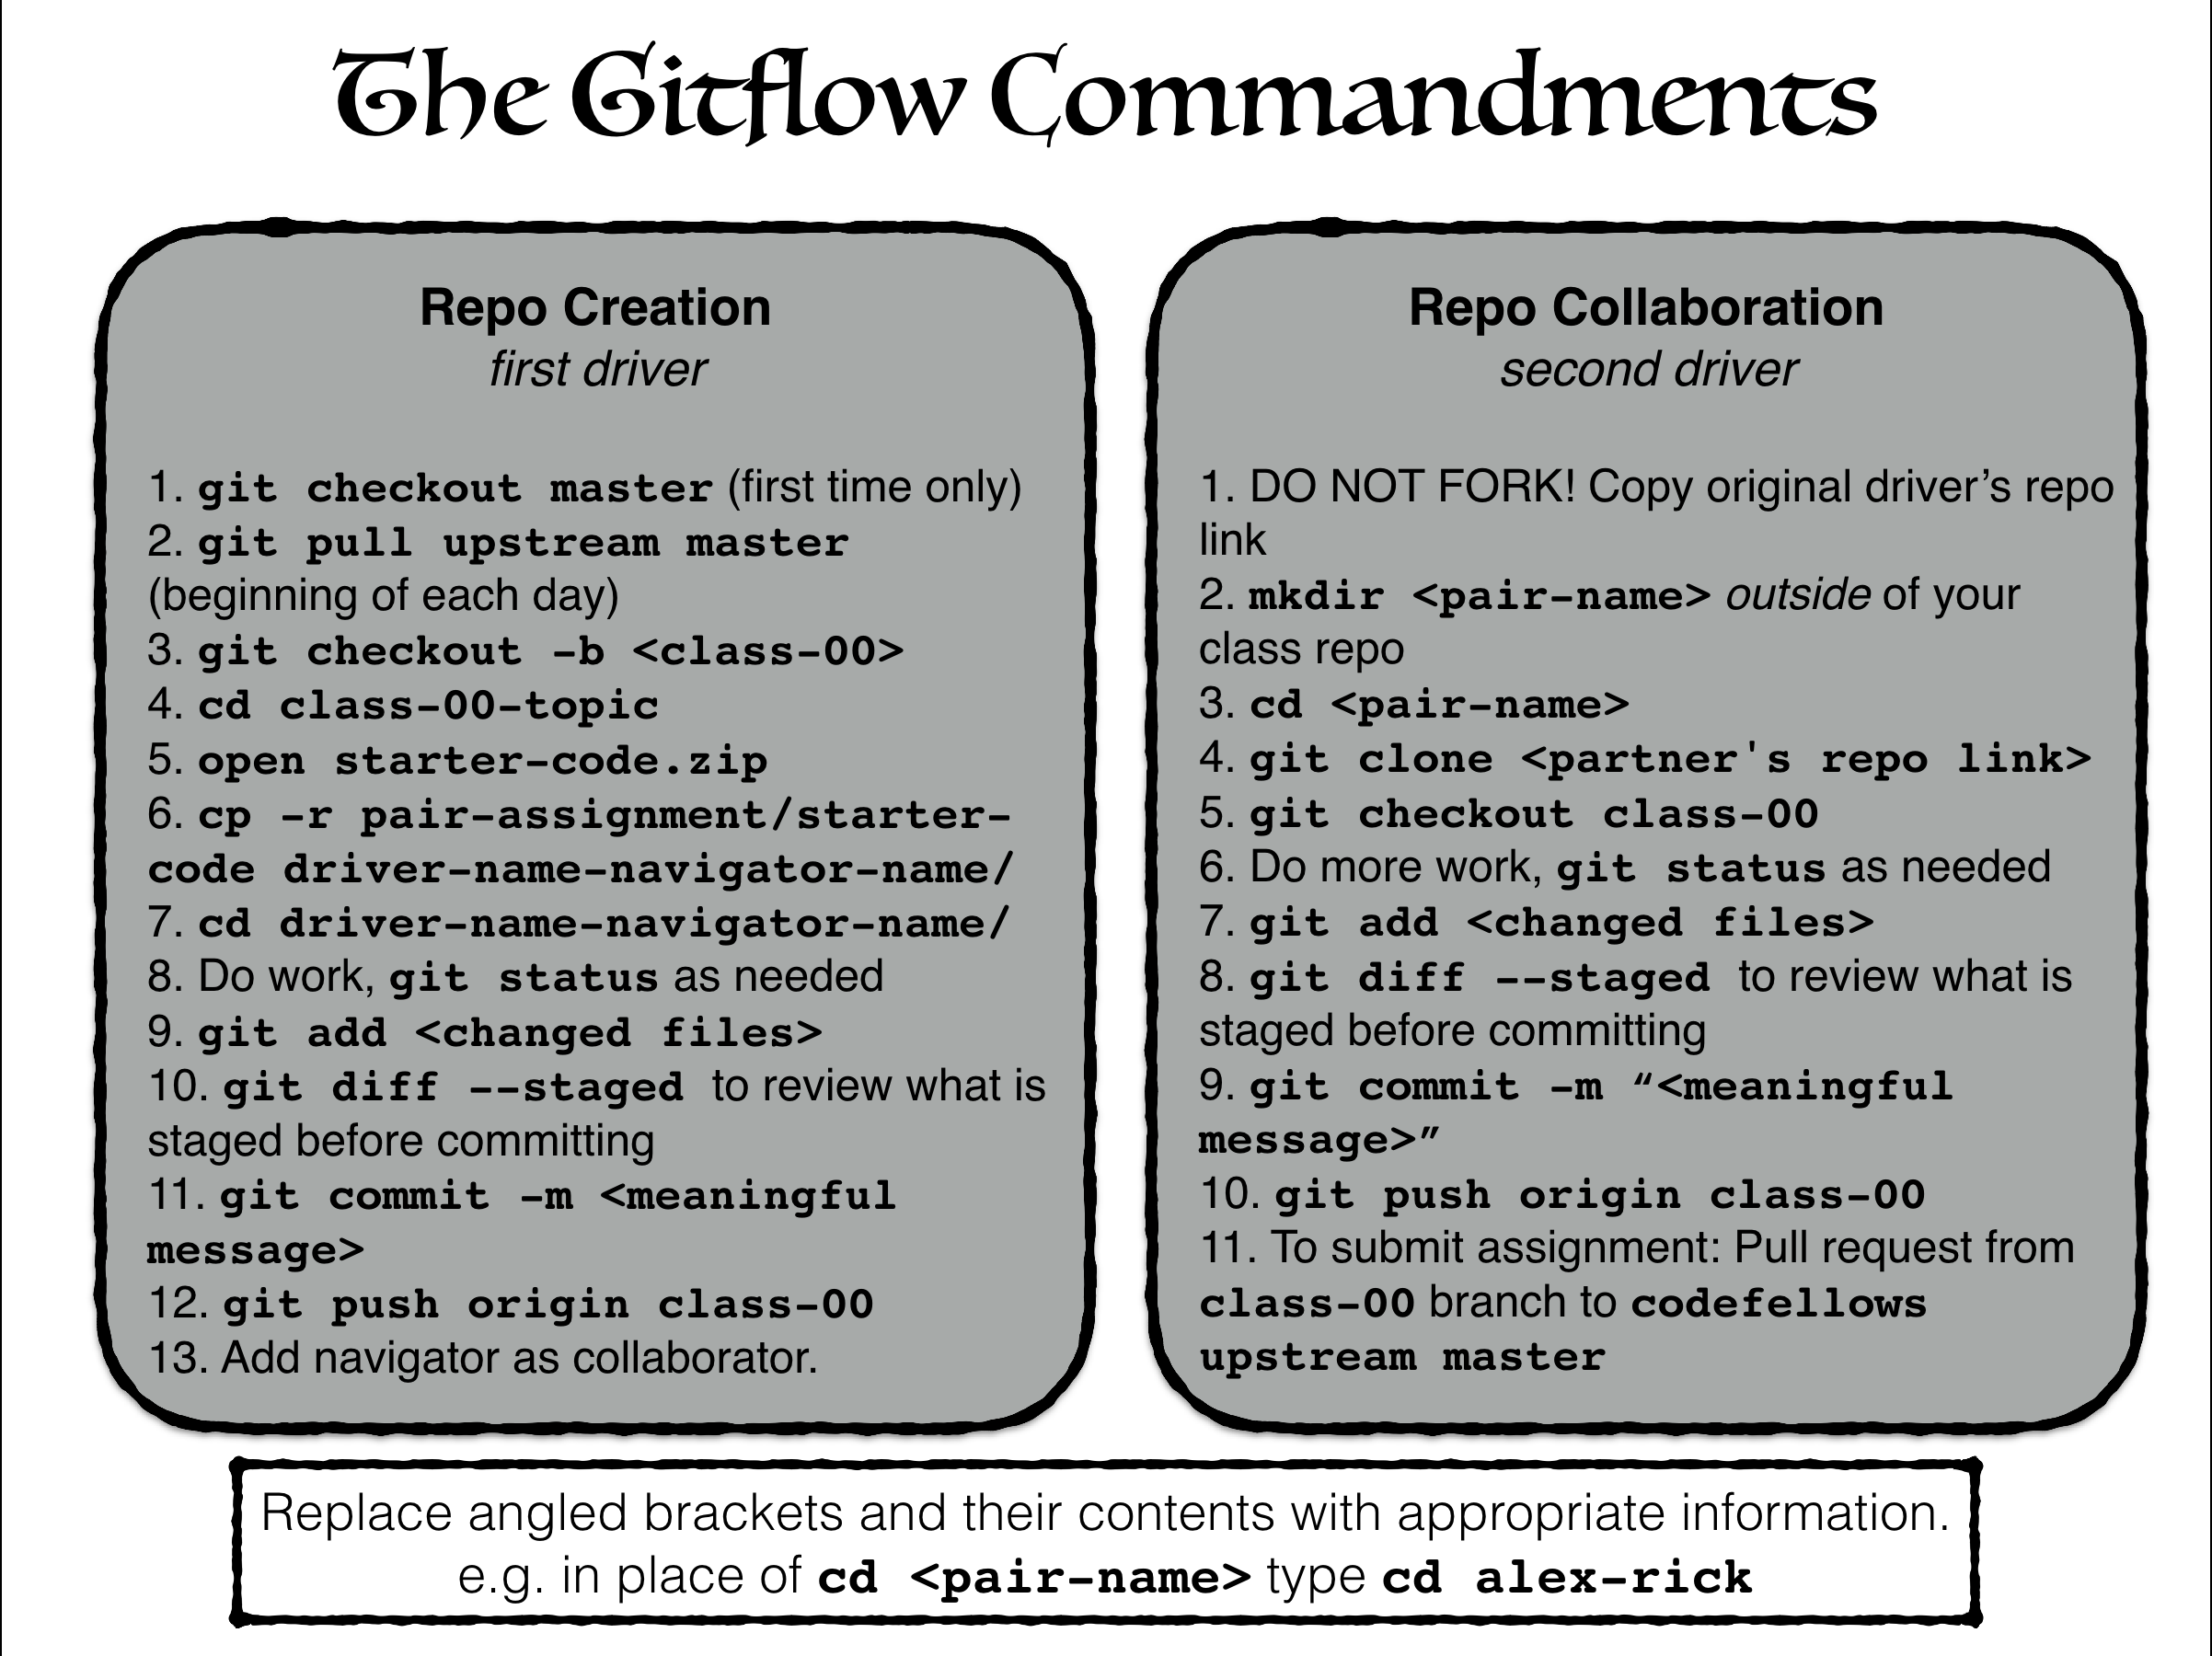 The Gitflow Commandments
Repo Creation
first driver
1. git checkout master (first time only)
2. git pull upstream master
(beginning of each day)
3. git checkout -b <class-00>
4. cd class-00-topic
5. open starter-code.zip
6. cp -r pair-assignment/starter-
code driver-name-navigator-name/
7. cd driver-name-navigator-name/
8. Do work, git status as needed
9. git add <changed files>
10. git diff --staged to review what is
staged before committing
11. git commit -m <meaningful
message>
12. git push origin class-00
13. Add navigator as collaborator.
Repo Collaboration
second driver
1. DO NOT FORK! Copy original driver’s repo
link
2. mkdir <pair-name> outside of your
class repo
3. cd <pair-name>
4. git clone <partner's repo link>
5. git checkout class-00
6. Do more work, git status as needed
7. git add <changed files>
8. git diff --staged to review what is
staged before committing
9. git commit -m “<meaningful
message>”
10. git push origin class-00
11. To submit assignment: Pull request from
class-00 branch to codefellows
upstream master
Replace angled brackets and their contents with appropriate information.
e.g. in place of cd <pair-name> type cd alex-rick